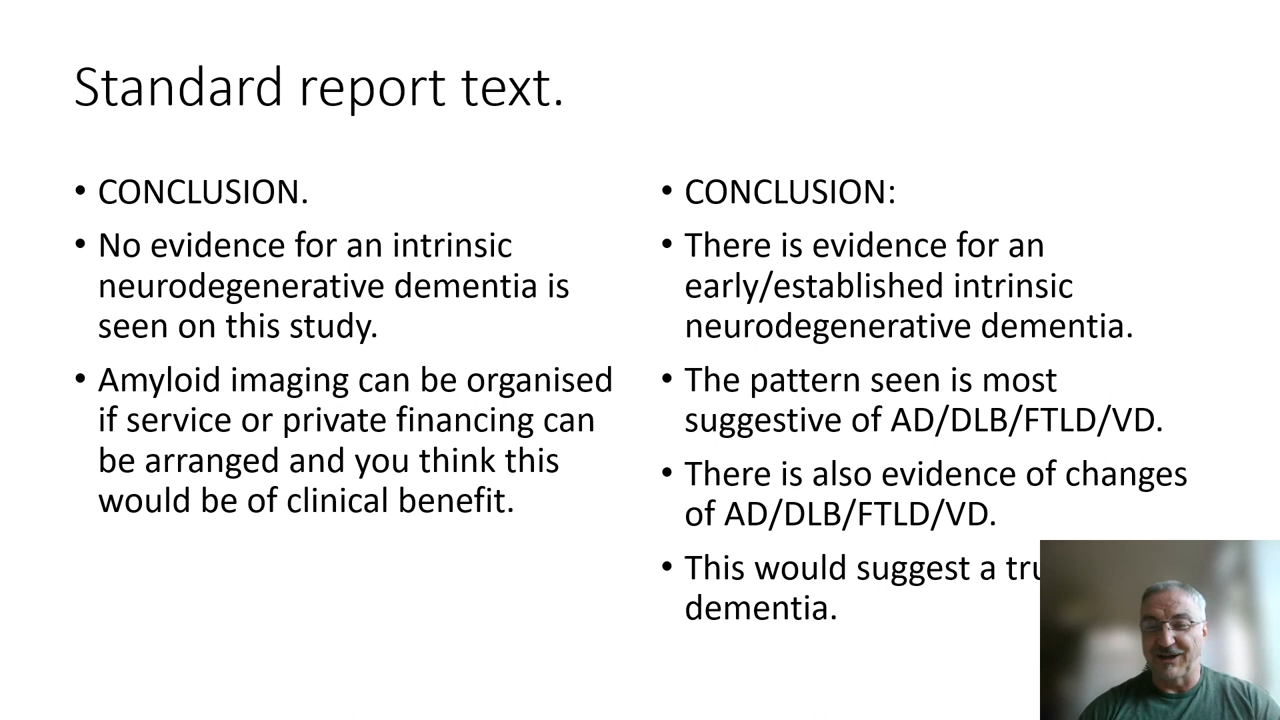 Standard report text.
• CONCLUSION.
• No evidence for an intrinsic
neurodegenerative dementia is
seen on this study.
• Amyloid imaging can be organised
if service or private financing can
be arranged and you think this
would be of clinical benefit.
• CONCLUSION:
• There is evidence for an
early/established intrinsic
neurodegenerative dementia.
• The pattern seen is most
suggestive of AD/DLB/FTLD/VD.
• There is also evidence of changes
of AD/DLB/FTLD/VD.
• This would suggest a
dementia.